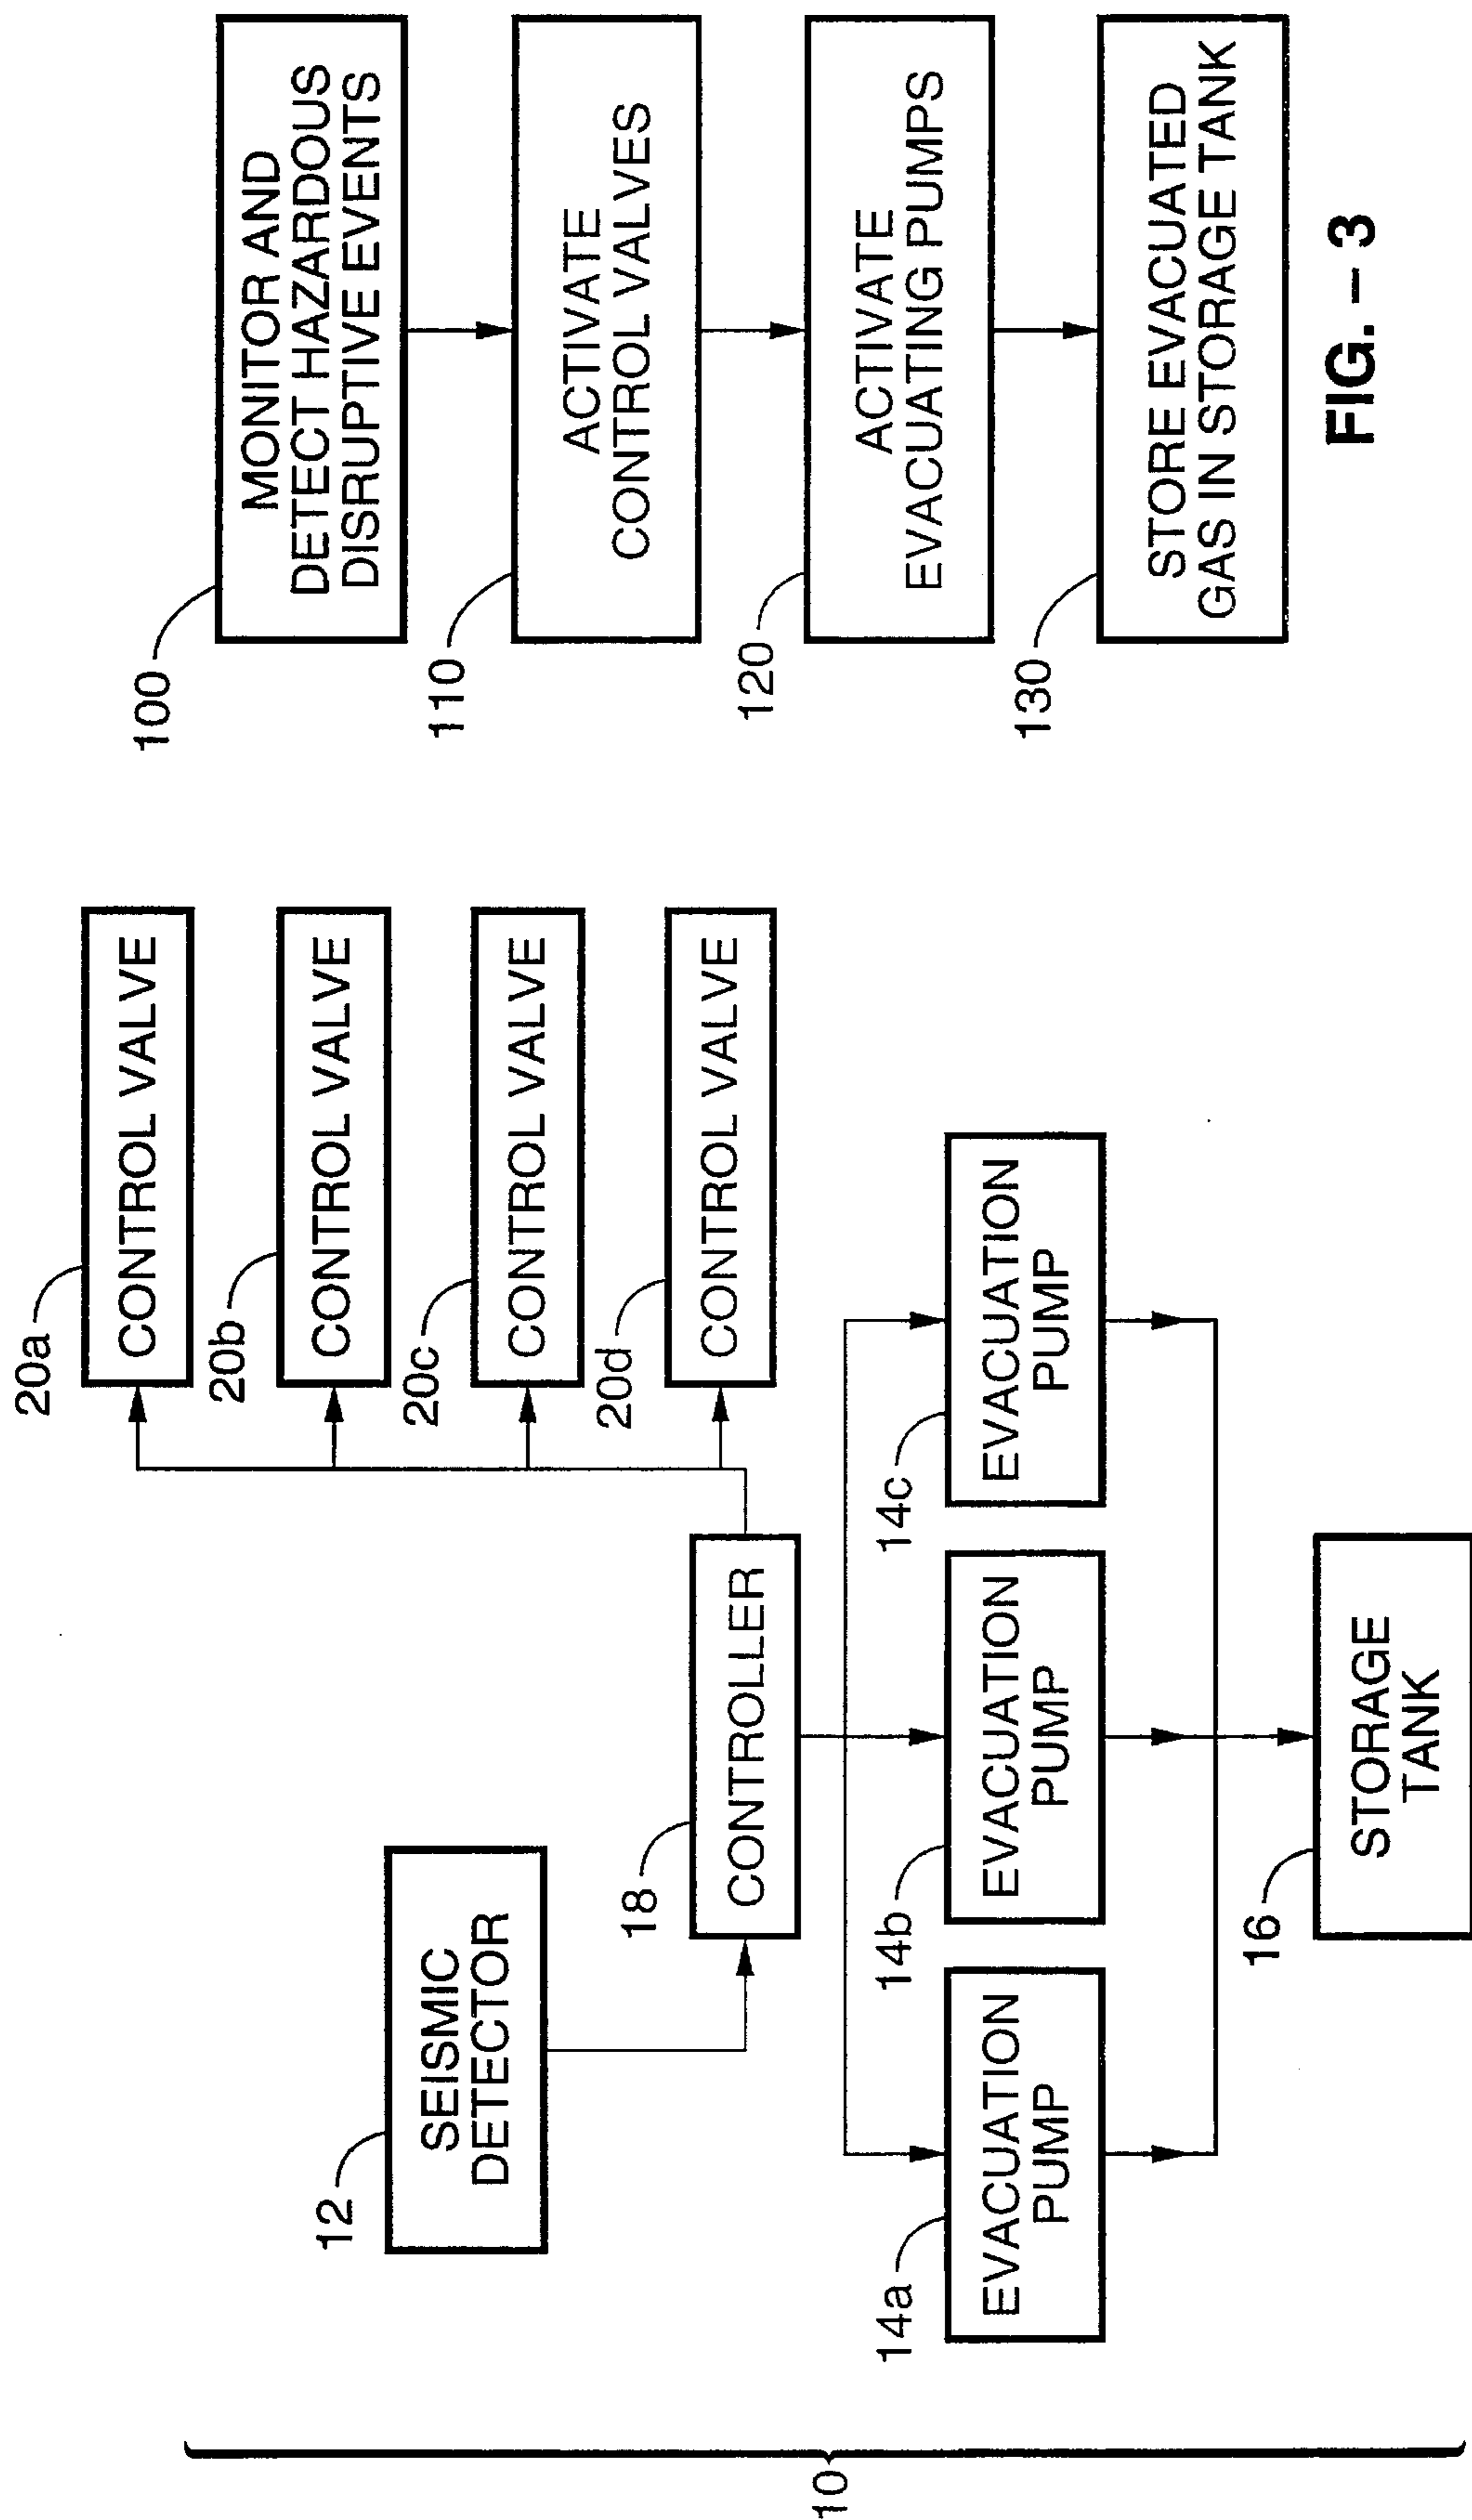 10
12
SEISMIC
DETECTOR
18
CONTROLLER
20a
CONTROL VALVE
20b
CONTROL VALVE
20c
CONTROL VALVE
20d
CONTROL VALVE
14a
EVACUATION
PUMP
14b
EVACUATION
PUMP
14c
EVACUATION
PUMP
16
STORAGE
TANK
100
MONITOR AND
DETECT HAZARDOUS
DISRUPTIVE EVENTS
110
ACTIVATE
CONTROL VALVES
120
ACTIVATE
EVACUATING PUMPS
130
STORE EVACUATED
GAS IN STORAGE TANK
FIG. – 3